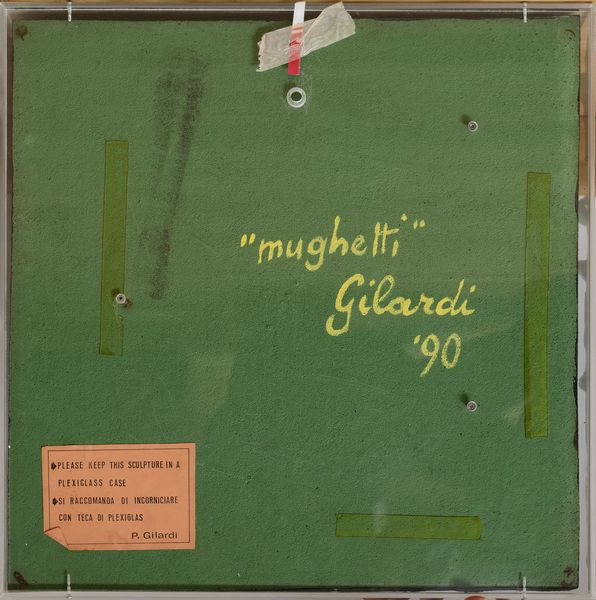 "mughetti"
Gilardi
'90
PLEASE KEEP THIS SCULPTURE IN A
PLEXIGLASS CASE
SI RACCOMANDA DI INCORNICIARE
CON TECA DI PLEXIGLAS
P. Gilardi